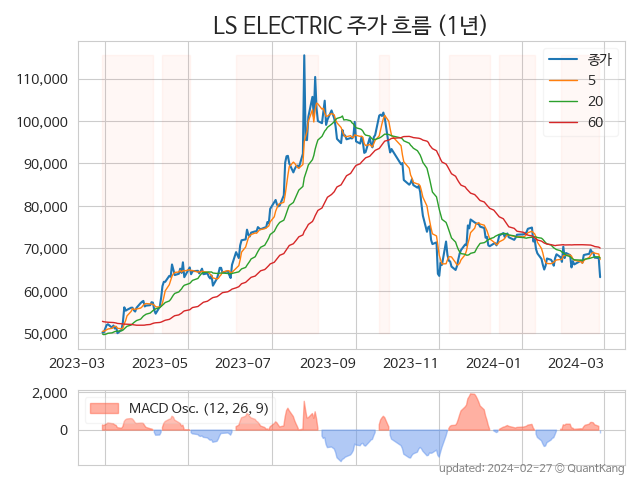 LS ELECTRIC 주가 흐름 (1년)
종가
5
20
60
110,000
100,000
90,000
80,000
70,000
60,000
50,000
2023-03 2023-05 2023-07 2023-09 2023-11 2024-01 2024-03
MACD Osc. (12, 26, 9)
2,000
0
updated: 2024-02-27 © QuantKang